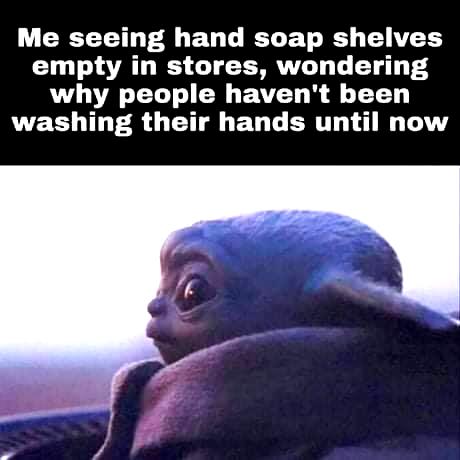 Me seeing hand soap shelves
empty in stores, wondering
why people haven't been
washing their hands until now